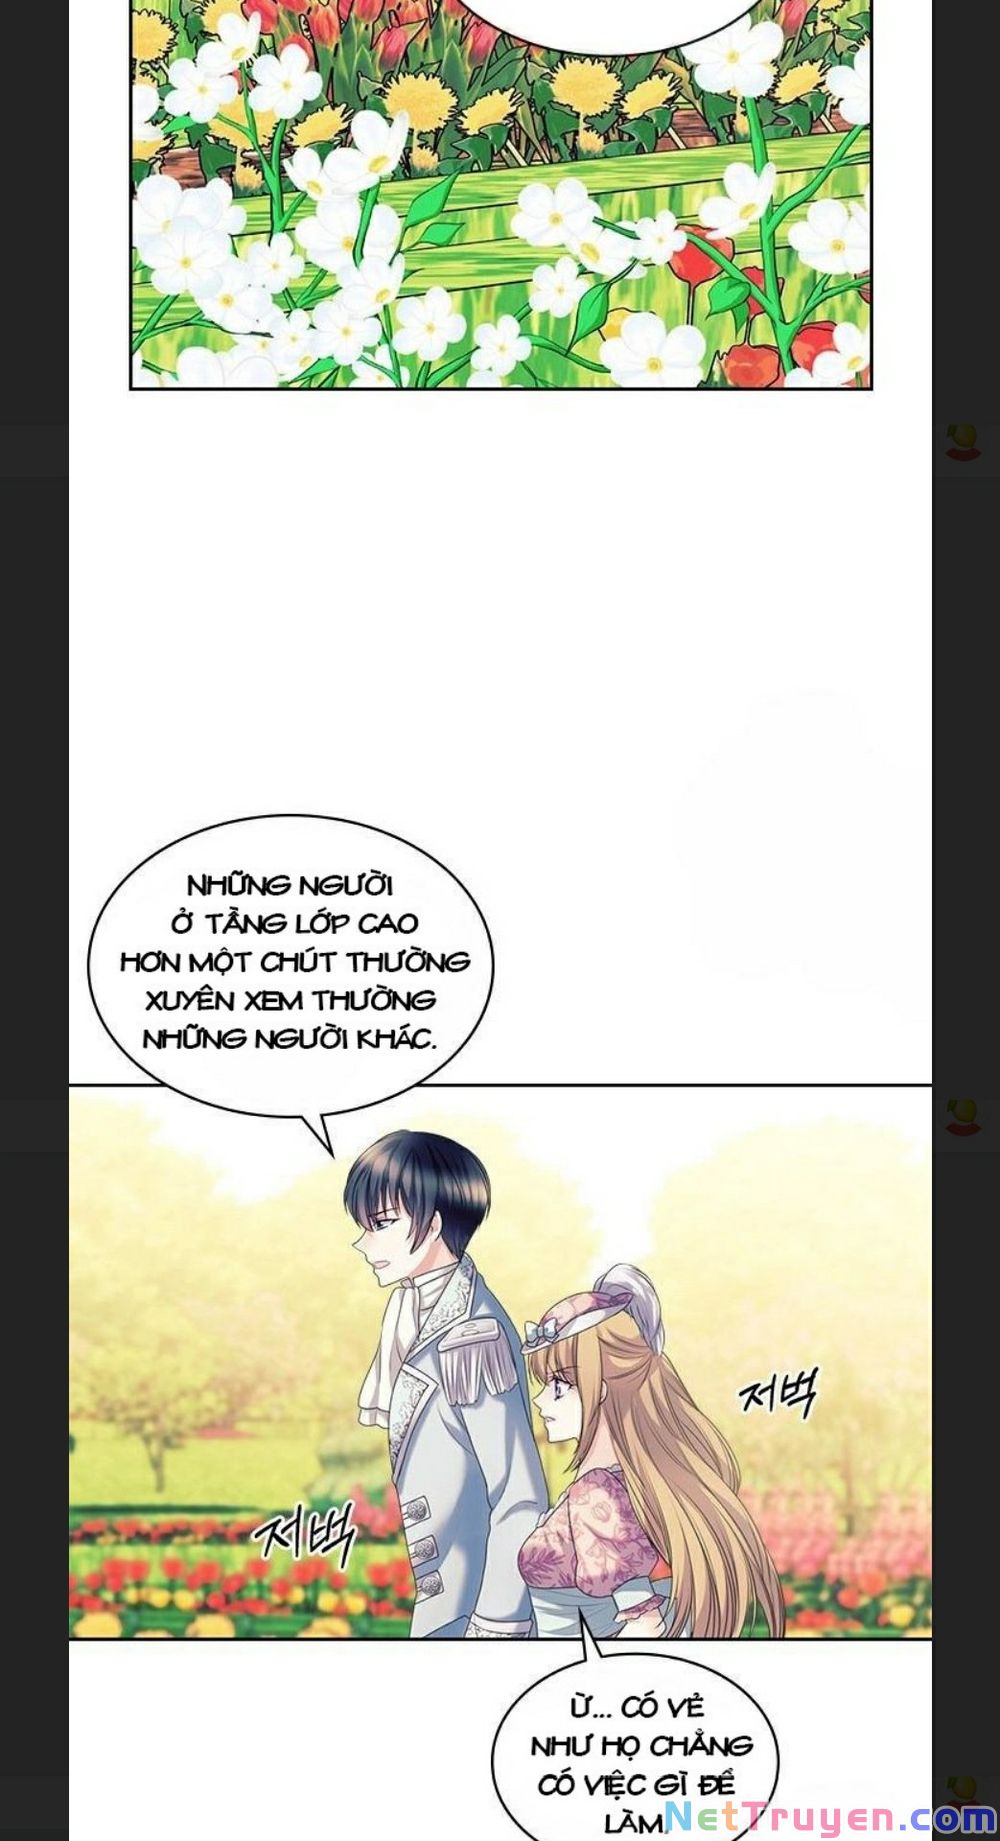 NHỮNG NGƯỜI
Ở TẦNG LỚP CAO
HƠN MỘT CHÚT THƯỜNG
XUYÊN XEM THƯỜNG
NHỮNG NGƯỜI KHÁC.
저벅
저벅
Ừ... CÓ VẺ
NHƯ HỌ CHẲNG
CÓ VIỆC GÌ ĐỂ
LÀM.
NetTruyen.com